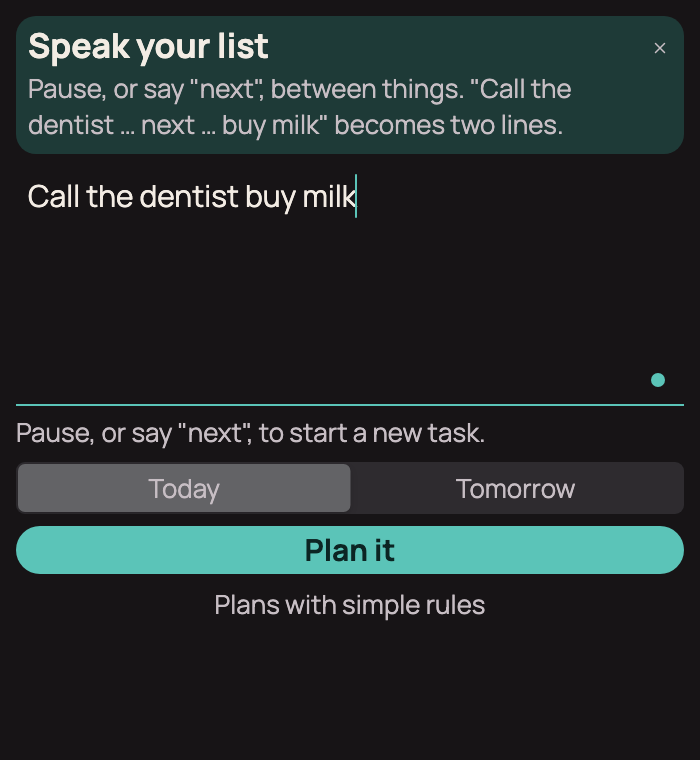 Speak your list
Pause, or say "next", between things. "Call the
dentist ... next ... buy milk" becomes two lines.
Call the dentist buy milk
Pause, or say "next", to start a new task.
Today
Tomorrow
Plan it
Plans with simple rules